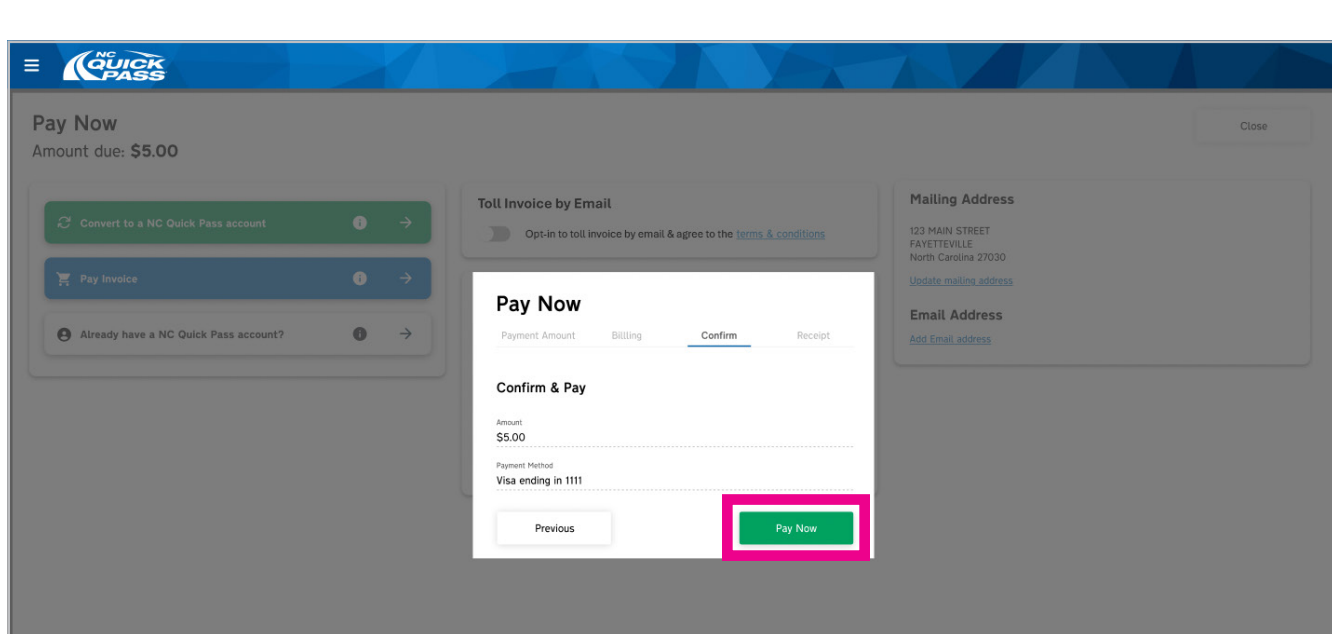 NC
QUICK
PASS
Pay Now
Amount due: $5.00
Close
Convert to a NC Quick Pass account
Pay Invoice
Already have a NC Quick Pass account?
Toll Invoice by Email
Opt-in to toll invoice by email & agree to the terms & conditions
Mailing Address
123 MAIN STREET
FAYETTEVILLE
North Carolina 27030
Update mailing address
Email Address
Add Email address
Pay Now
Payment Amount Billling Confirm Receipt
Confirm & Pay
Amount
$5.00
Payment Method
Visa ending in 1111
Previous Pay Now